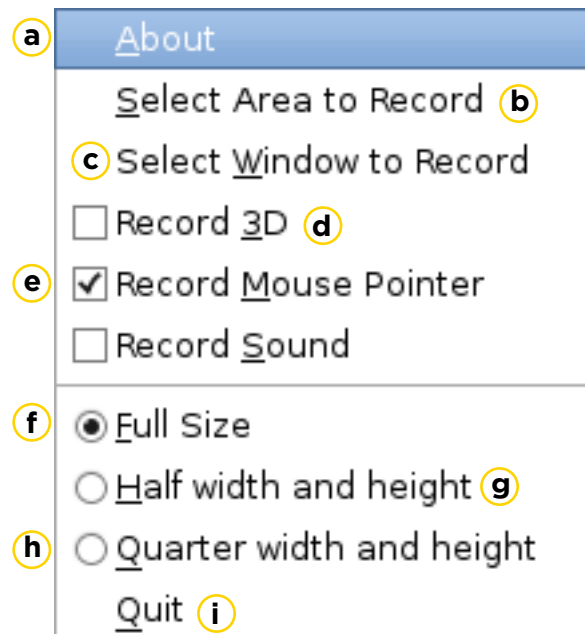 a About
Select Area to Record b
c Select Window to Record
Record 3D d
e Record Mouse Pointer
Record Sound
f Full Size
Half width and height g
h Quarter width and height
Quit i